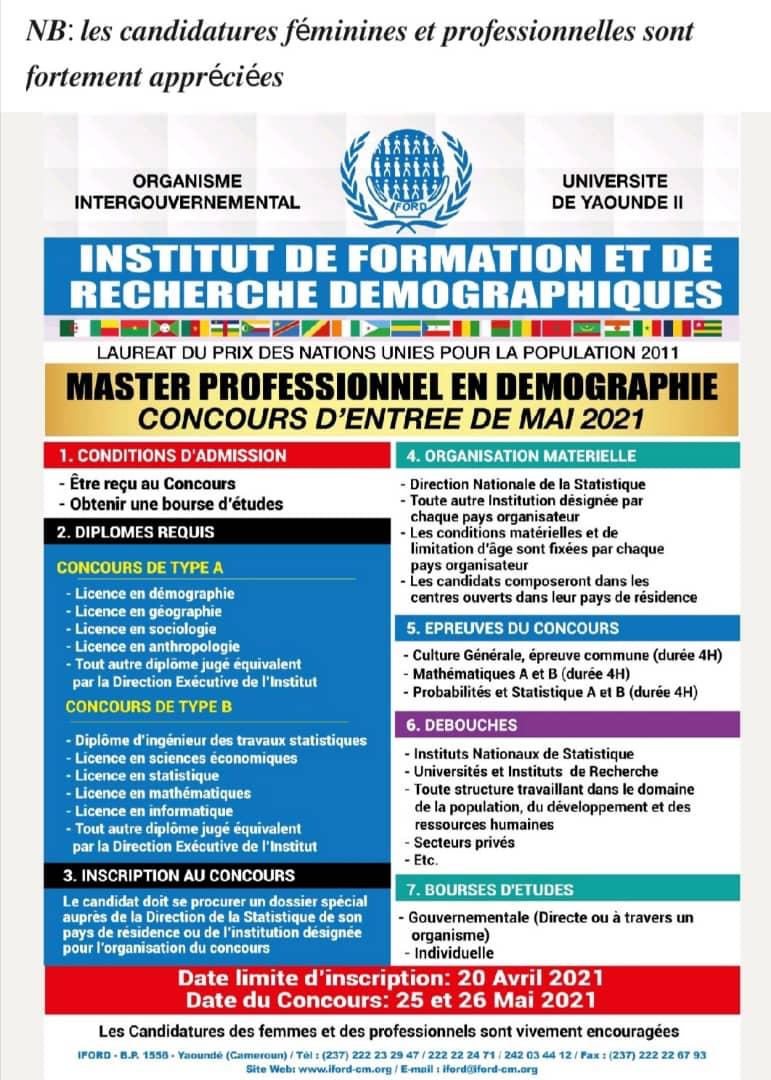 NB: les candidatures féminines et professionnelles sont
fortement appréciées
ORGANISME
INTERGOUVERNEMENTAL
IFORD
UNIVERSITE
DE YAOUNDE II
INSTITUT DE FORMATION ET DE
RECHERCHE DEMOGRAPHIQUES
LAUREAT DU PRIX DES NATIONS UNIES POUR LA POPULATION 2011
MASTER PROFESSIONNEL EN DEMOGRAPHIE
CONCOURS D'ENTREE DE MAI 2021
1. CONDITIONS D'ADMISSION
- Être reçu au Concours
- Obtenir une bourse d'études
2. DIPLOMES REQUIS
CONCOURS DE TYPE A
- Licence en démographie
- Licence en géographie
- Licence en sociologie
- Licence en anthropologie
- Tout autre diplôme jugé équivalent
par la Direction Exécutive de l'Institut
CONCOURS DE TYPE B
- Diplôme d'ingénieur des travaux statistiques
- Licence en sciences économiques
- Licence en statistique
- Licence en mathématiques
- Licence en informatique
- Tout autre diplôme jugé équivalent
par la Direction Exécutive de l'Institut
3. INSCRIPTION AU CONCOURS
Le candidat doit se procurer un dossier spécial
auprès de la Direction de la Statistique de son
pays de résidence ou de l'institution désignée
pour l'organisation du concours
4. ORGANISATION MATERIELLE
- Direction Nationale de la Statistique
- Toute autre Institution désignée par
chaque pays organisateur
- Les conditions matérielles et de
limitation d'âge sont fixées par chaque
pays organisateur
- Les candidats composeront dans les
centres ouverts dans leur pays de résidence
5. EPREUVES DU CONCOURS
- Culture Générale, épreuve commune (durée 4H)
- Mathématiques A et B (durée 4H)
- Probabilités et Statistique A et B (durée 4H)
6. DEBOUCHES
- Instituts Nationaux de Statistique
- Universités et Instituts de Recherche
- Toute structure travaillant dans le domaine
de la population, du développement et des
ressources humaines
- Secteurs privés
- Etc.
7. BOURSES D'ETUDES
- Gouvernementale (Directe ou à travers un
organisme)
- Individuelle
Date limite d'inscription: 20 Avril 2021
Date du Concours: 25 et 26 Mai 2021
Les Candidatures des femmes et des professionnels sont vivement encouragées
IFORD - B.P. 1556 - Yaoundé (Cameroun) / Tél : (237) 222 23 29 47 / 222 22 24 71 / 242 03 44 12 / Fax : (237) 222 22 67 93
Site Web: www.iford-cm.org / E-mail : iford@iford-cm.org